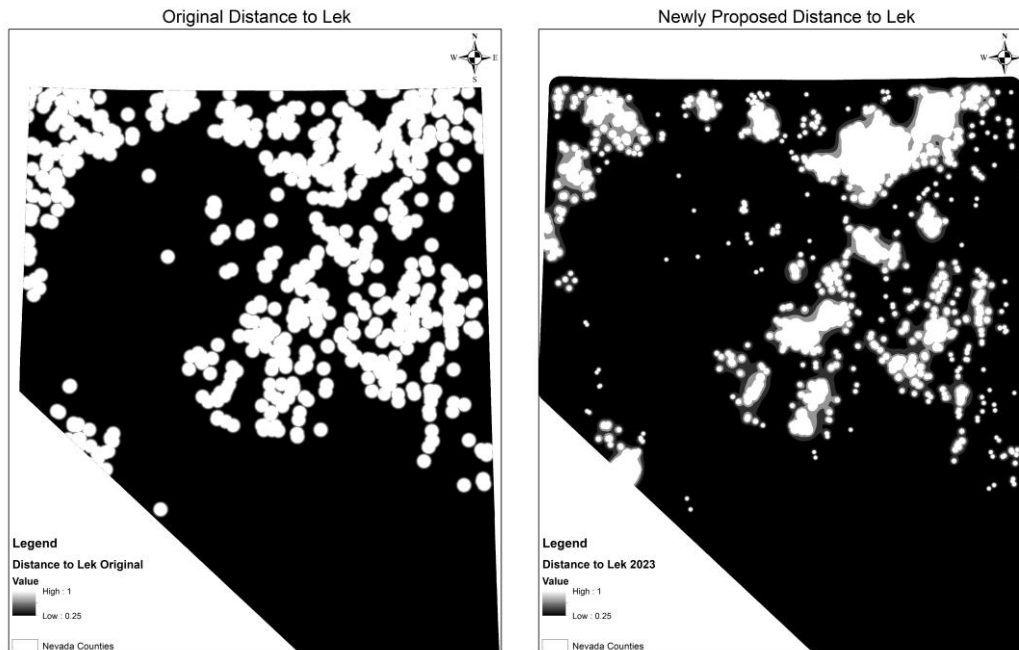 Original Distance to Lek
N
W E
S
Legend
Distance to Lek Original
Value
High : 1
Low : 0.25
Nevada Counties
Newly Proposed Distance to Lek
N
W
Legend
Distance to Lek 2023
Value
High : 1
Low : 0.25
Nevada Counties